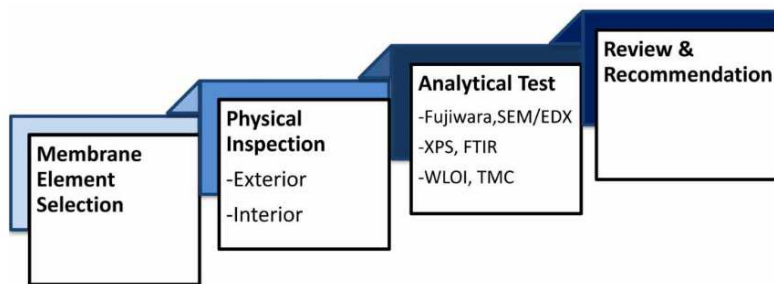 Membrane
Element
Selection
Physical
Inspection
-Exterior
-Interior
Analytical Test
-Fujiwara,SEM/EDX
-XPS, FTIR
-WLOI, TMC
Review &
Recommendation